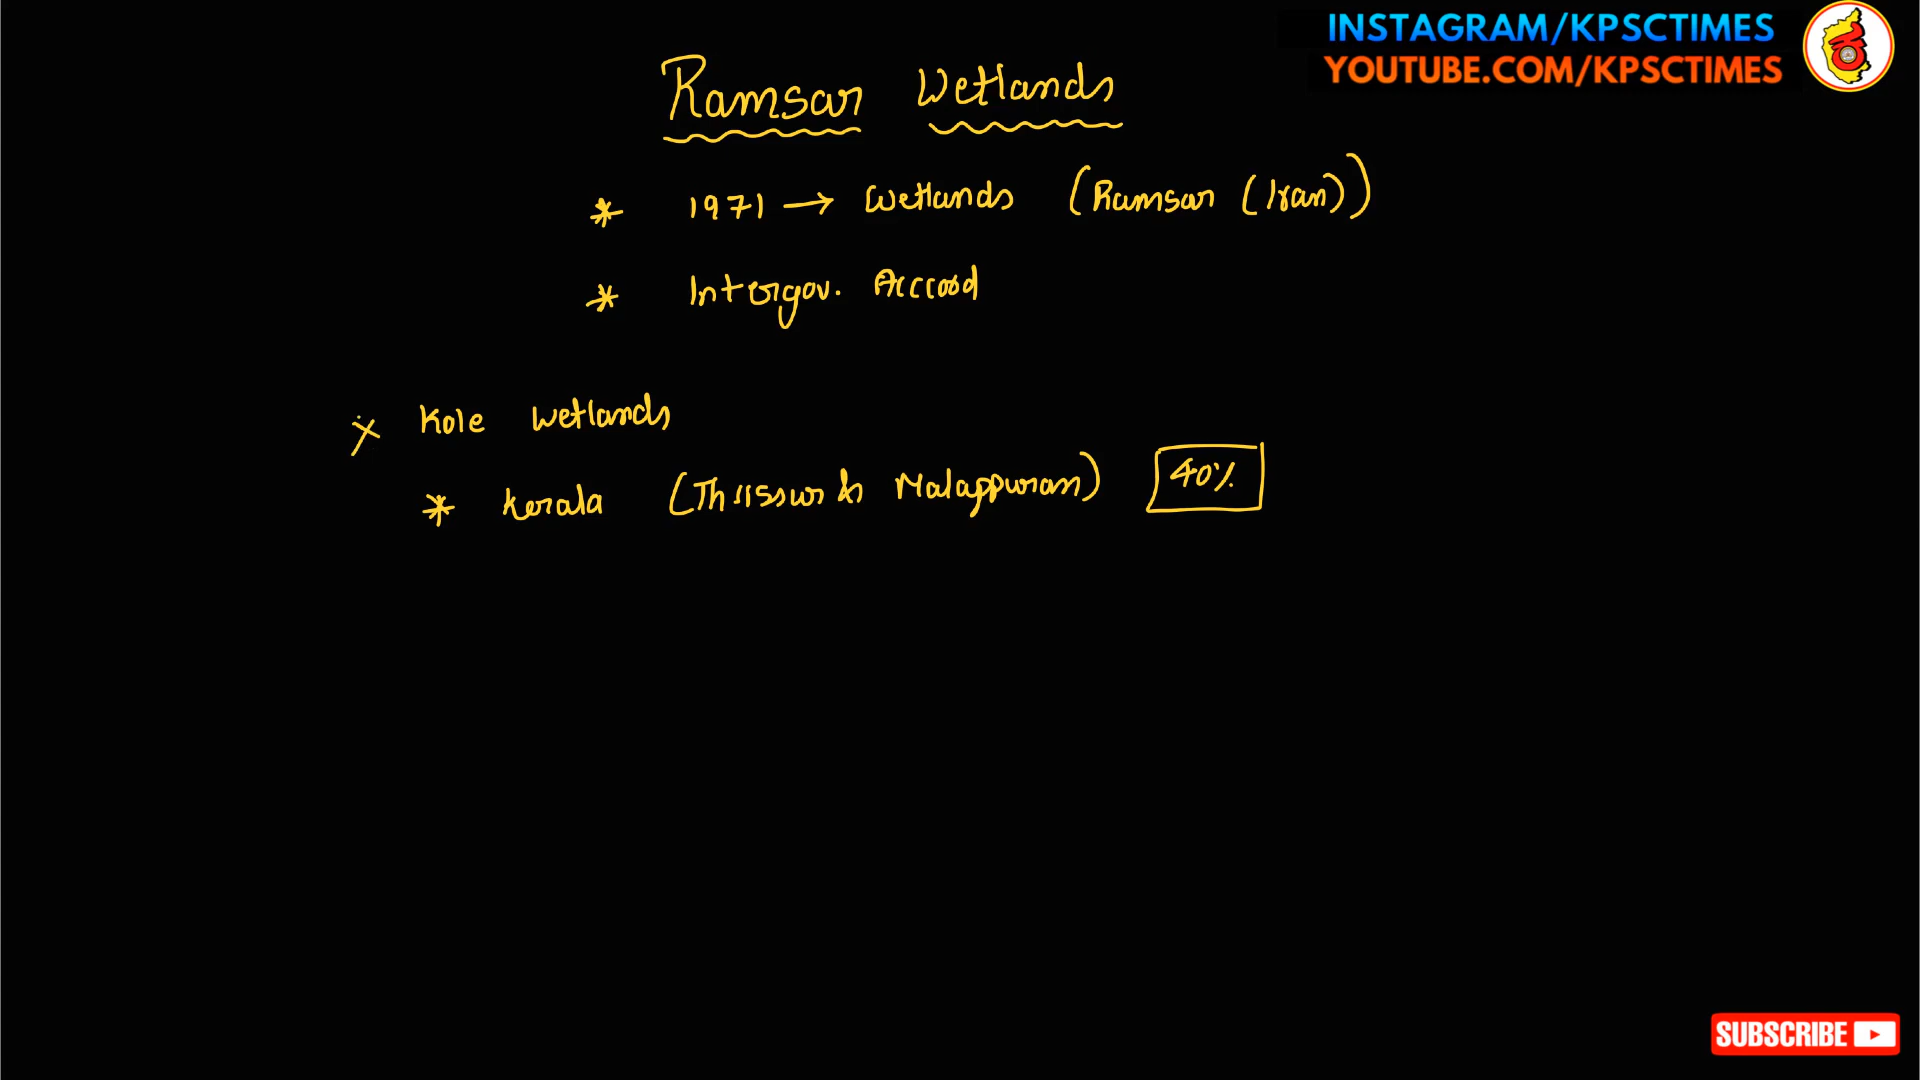 INSTAGRAM/KPSCTIMES
YOUTUBE.COM/KPSCTIMES
Ramsar Wetlands
* 1971 → Wetlands (Ramsar (Iran))
* Intergov. Acccord
Kole Wetlands
* Kerala (Thrissur & Malappuram) 40%
SUBSCRIBE